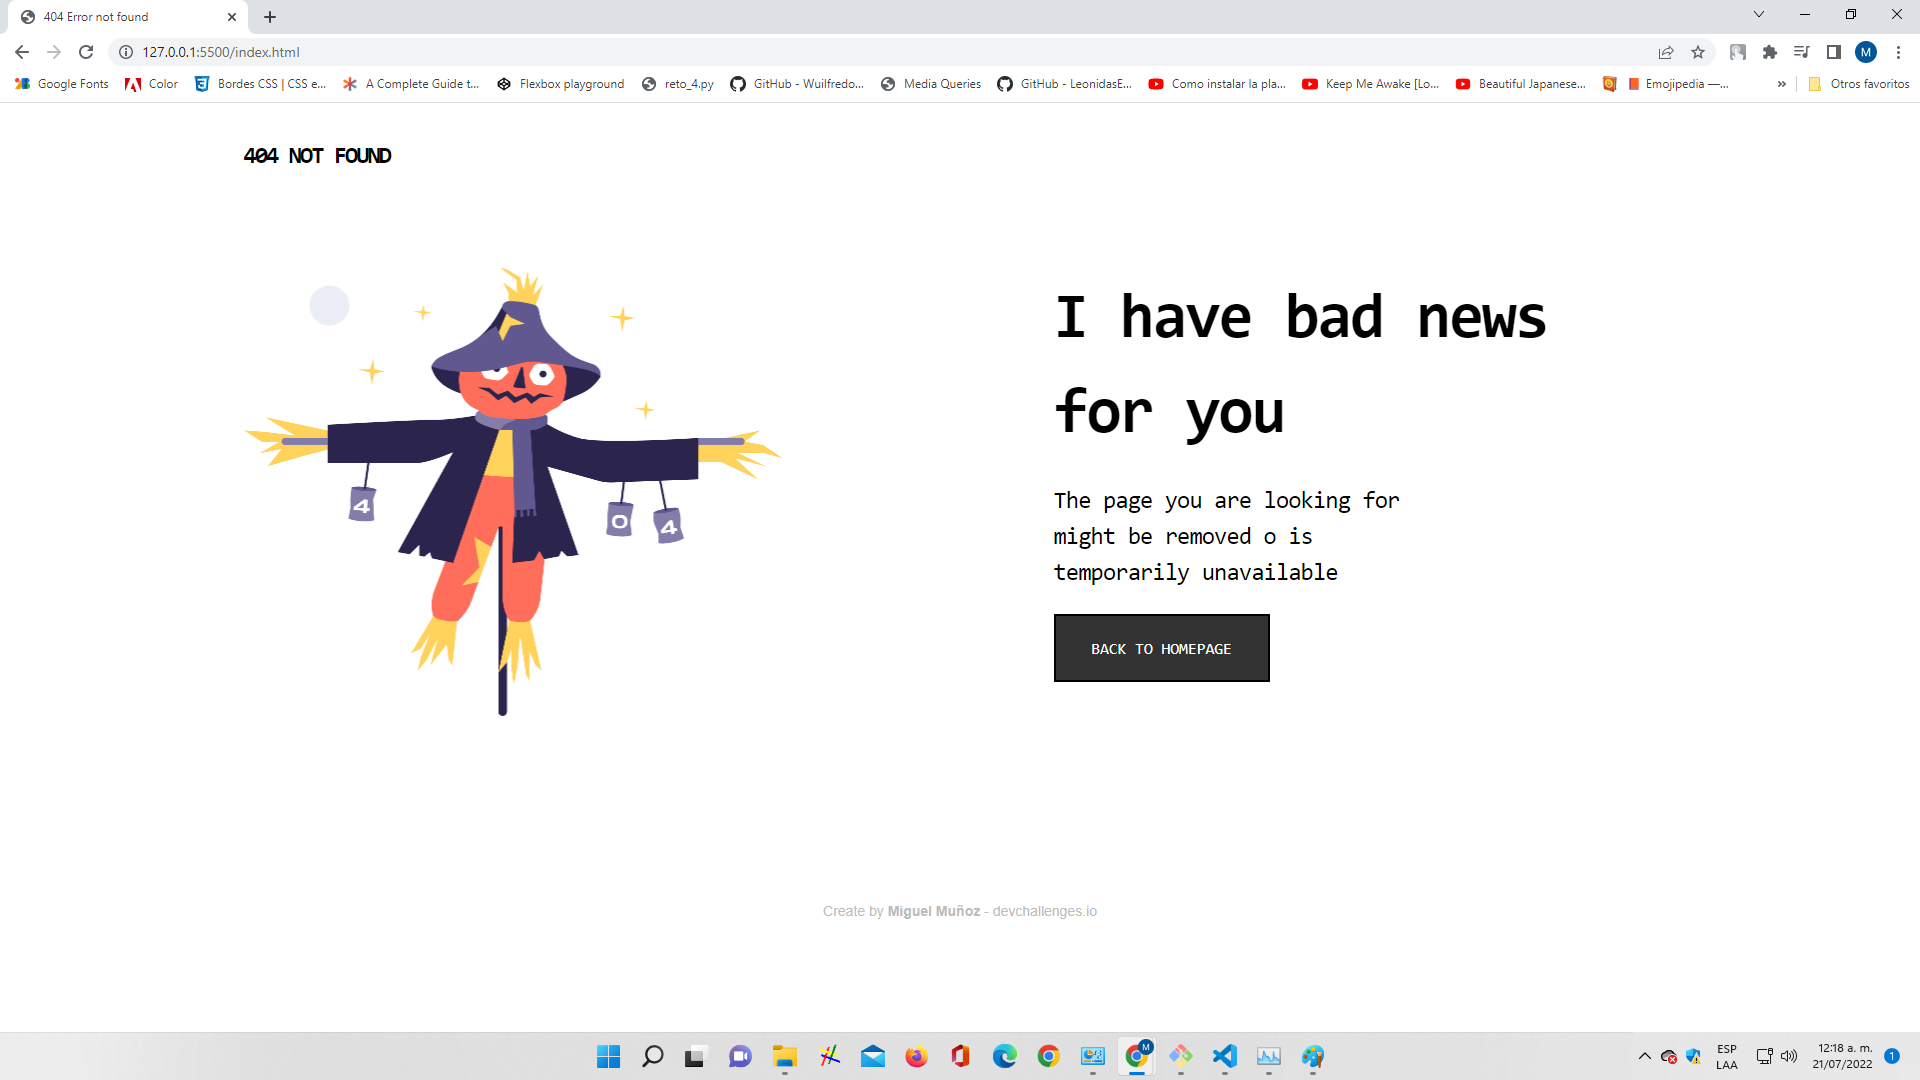 404 Error not found
127.0.0.1:5500/index.html
M
Google Fonts
Color
Bordes CSS | CSS e...
A Complete Guide t...
Flexbox playground
reto_4.py
GitHub - Wuilfredo...
Media Queries
GitHub - LeonidasE...
Como instalar la pla...
Keep Me Awake [Lo...
Beautiful Japanese...
Emojipedia —...
»
Otros favoritos
404 NOT FOUND
4
0
4
I have bad news
for you
The page you are looking for
might be removed o is
temporarily unavailable
BACK TO HOMEPAGE
Create by Miguel Muñoz - devchallenges.io
M
ESP
LAA
12:18 a. m.
21/07/2022
1